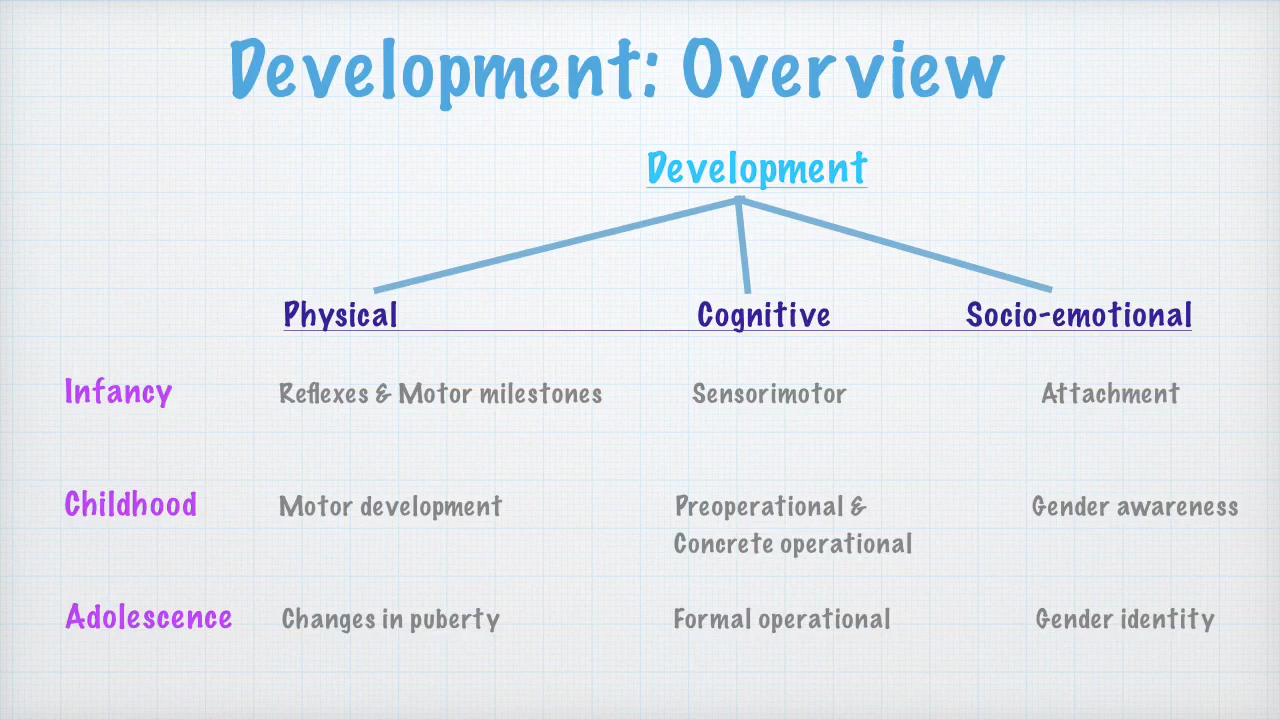 Development: Overview
Development
Physical Cognitive Socio-emotional
Infancy Reflexes & Motor milestones Sensorimotor Attachment
Childhood Motor development Preoperational & Gender awareness
Concrete operational
Adolescence Changes in puberty Formal operational Gender identity